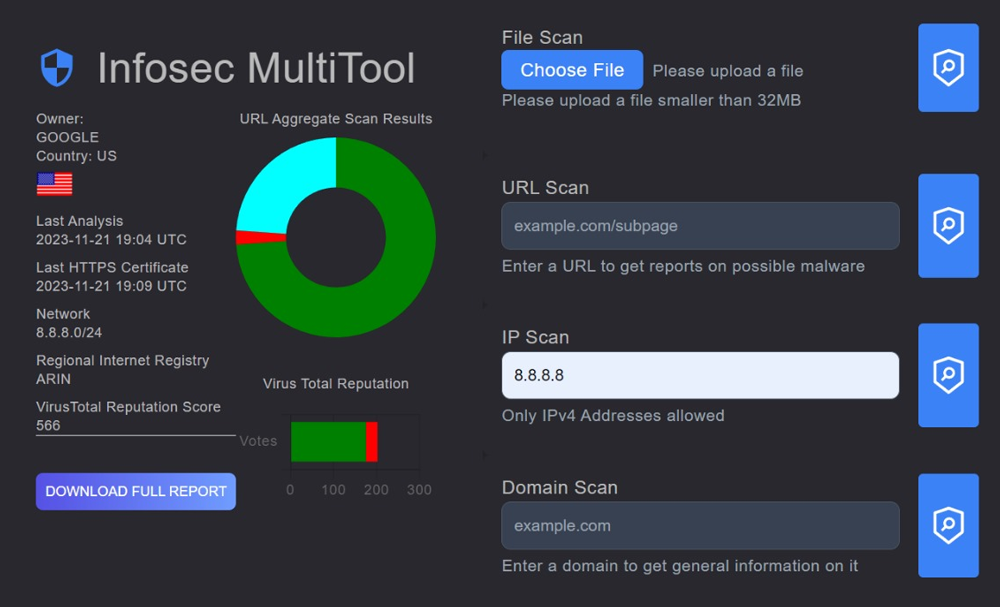 Infosec MultiTool
Owner:
GOOGLE
Country: US
Last Analysis
2023-11-21 19:04 UTC
Last HTTPS Certificate
2023-11-21 19:09 UTC
Network
8.8.8.0/24
Regional Internet Registry
ARIN
VirusTotal Reputation Score
566
DOWNLOAD FULL REPORT
URL Aggregate Scan Results
Virus Total Reputation
Votes
0 100 200 300
File Scan
Choose File Please upload a file
Please upload a file smaller than 32MB
URL Scan
example.com/subpage
Enter a URL to get reports on possible malware
IP Scan
8.8.8.8
Only IPv4 Addresses allowed
Domain Scan
example.com
Enter a domain to get general information on it